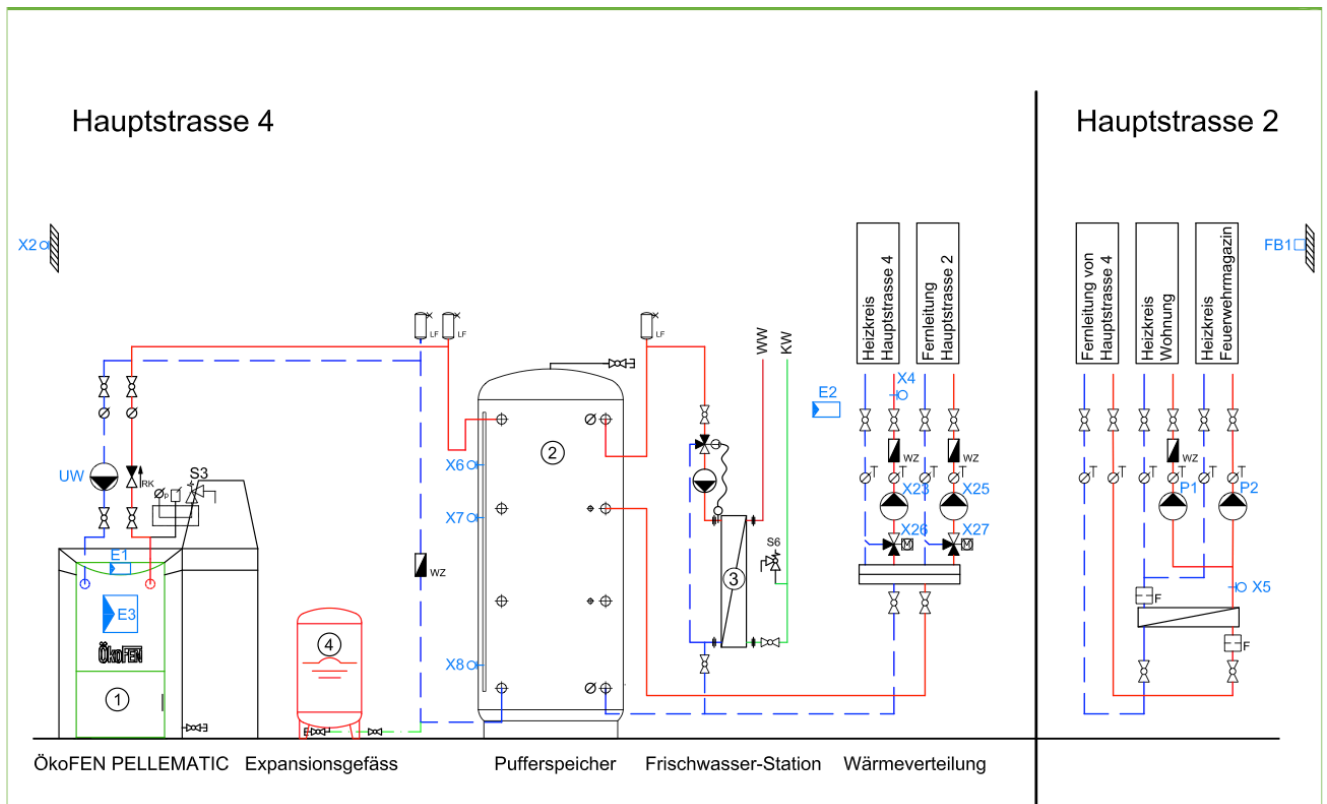 Hauptstrasse 4
Hauptstrasse 2
X2
FB1
Heizkreis
Hauptstrasse 4
Fernleitung
Hauptstrasse 2
Fernleitung von
Hauptstrasse 4
Heizkreis
Wohnung
Heizkreis
Feuerwehrmagazin
LF
LF
LF
WW
KW
E2
X4
UW
RK
P
S3
2
X6
X7
X8
WZ
WZ
WZ
WZ
T
T
T
T
T
T
T
T
T
T
X23
X25
X26
X27
M
M
P1
P2
X5
F
F
E1
E3
ÖkoFEN
1
4
3
S6
ÖkoFEN PELLEMATIC
Expansionsgefäss
Pufferspeicher
Frischwasser-Station
Wärmeverteilung